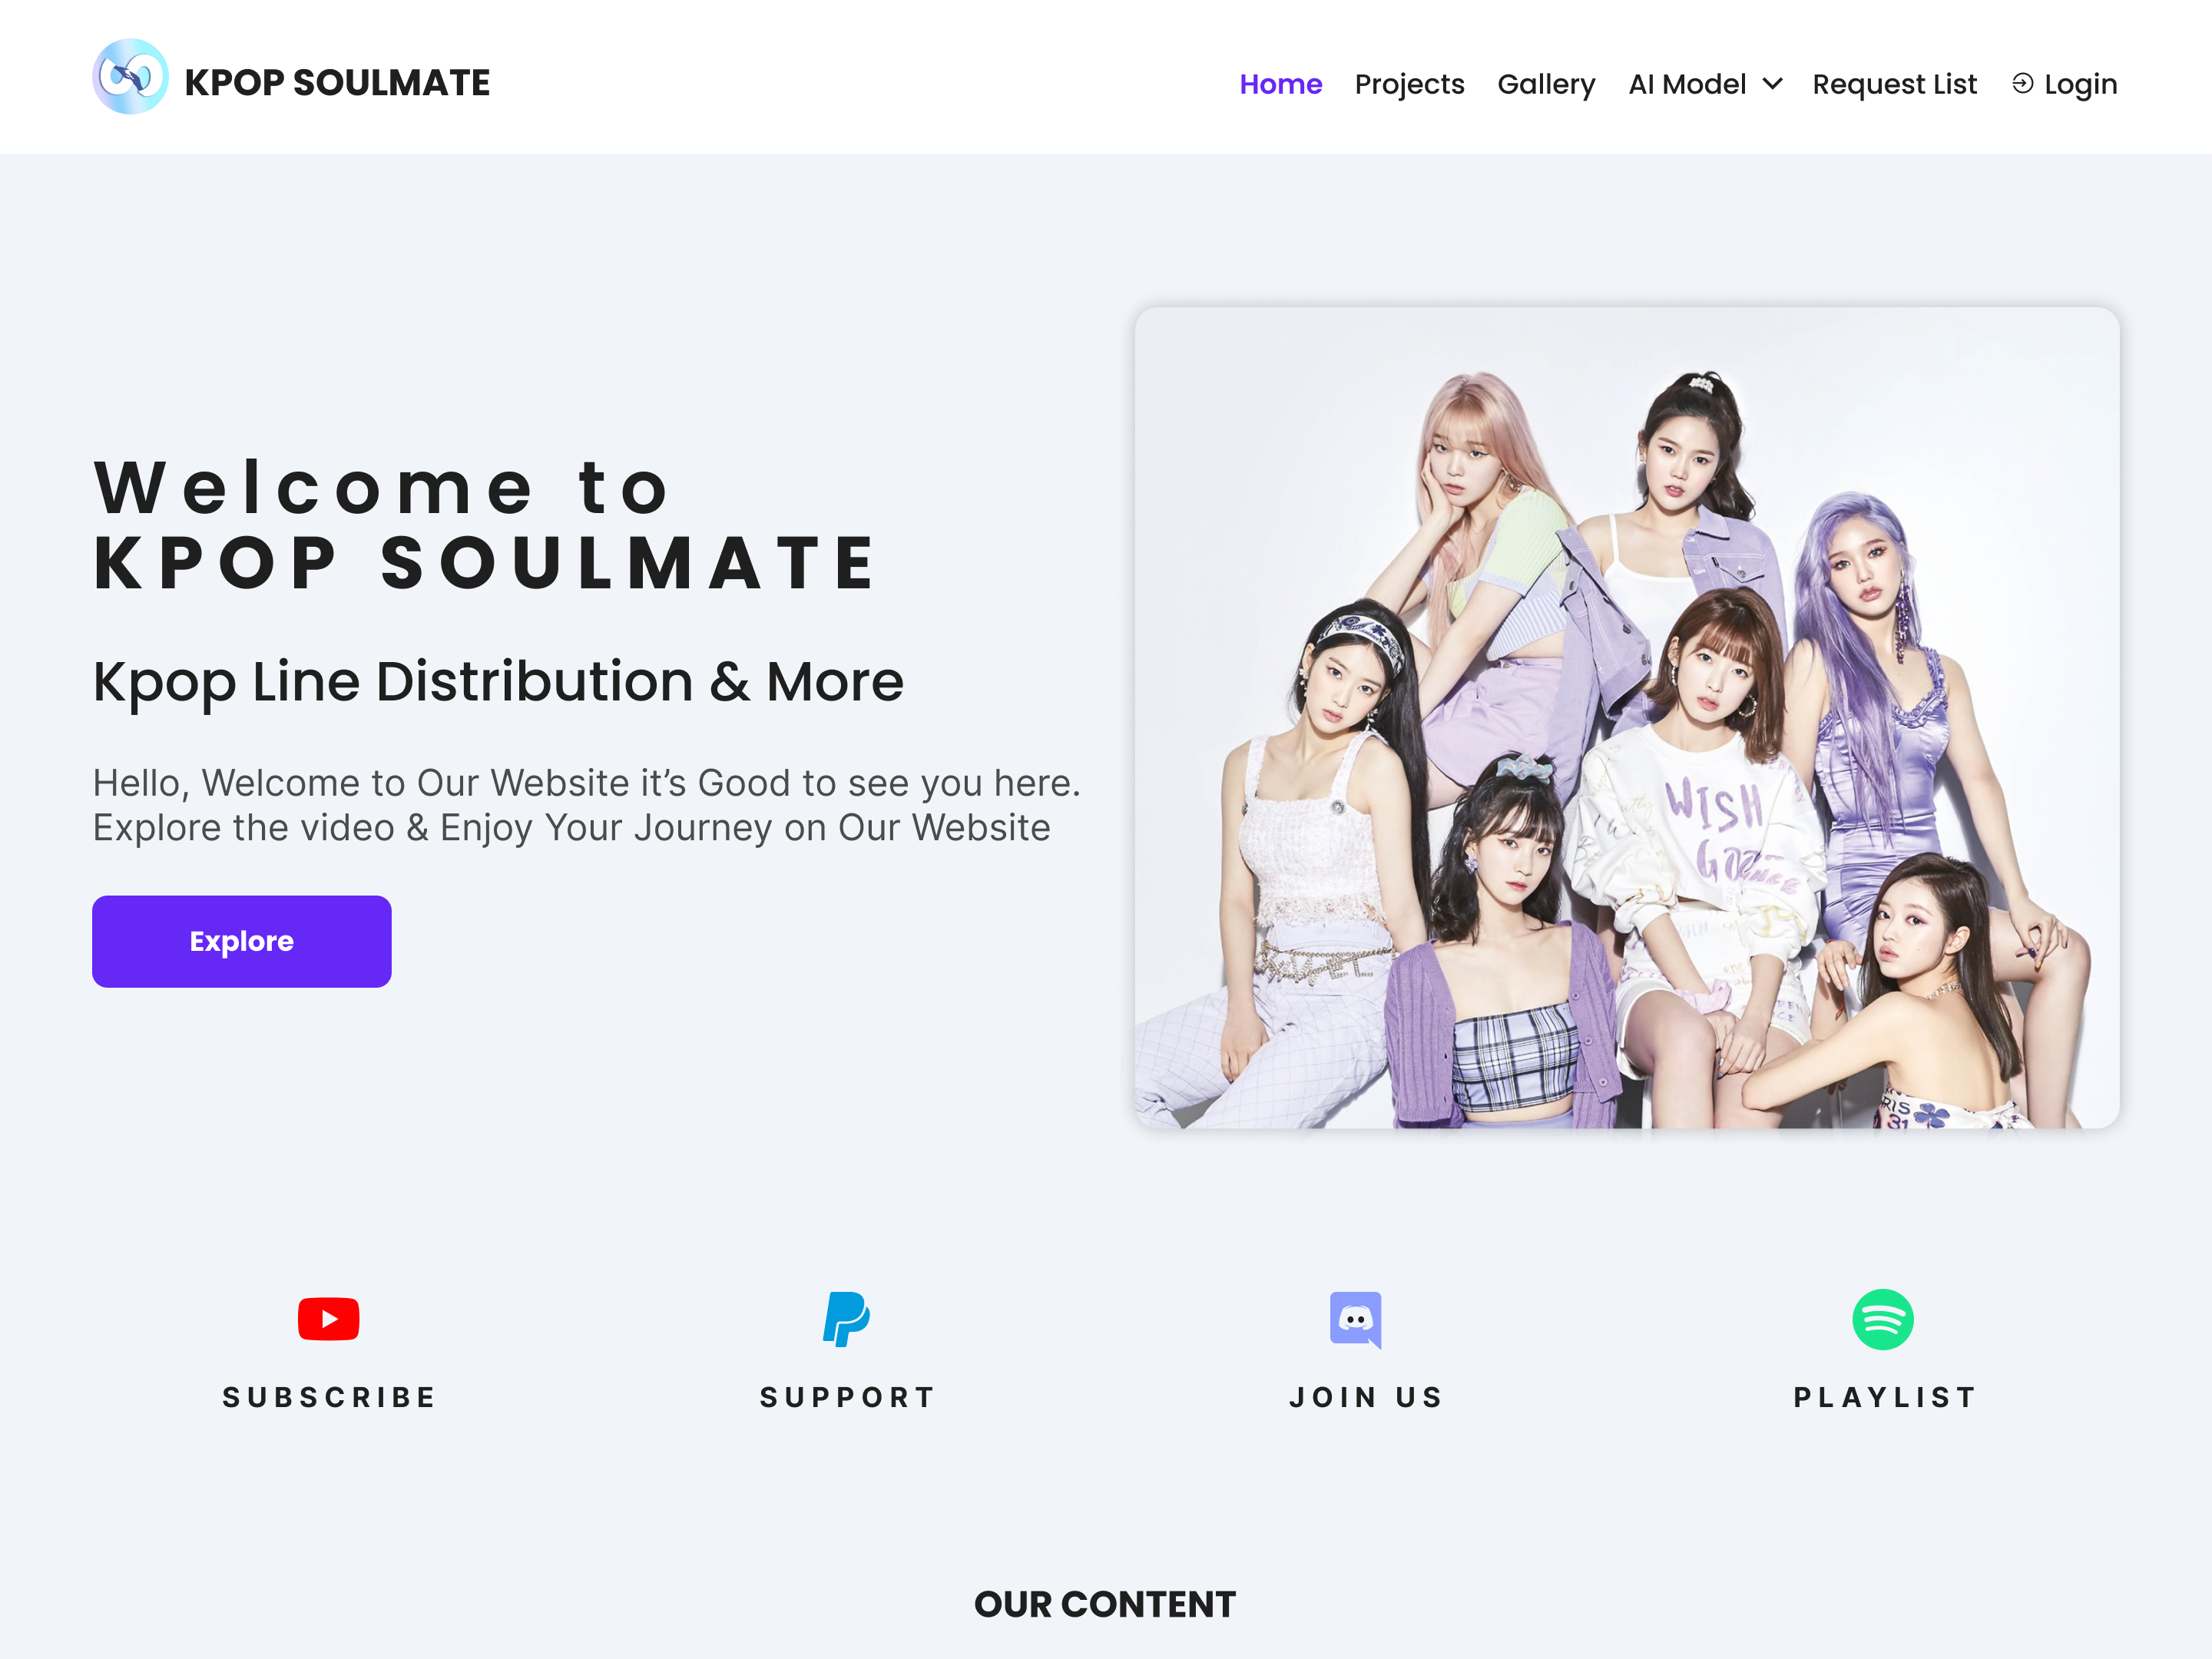 KPOP SOULMATE
Home Projects Gallery AI Model Request List Login
Welcome to
KPOP SOULMATE
Kpop Line Distribution & More
Hello, Welcome to Our Website it’s Good to see you here.
Explore the video & Enjoy Your Journey on Our Website
Explore
WISH
SUBSCRIBE SUPPORT JOIN US PLAYLIST
OUR CONTENT